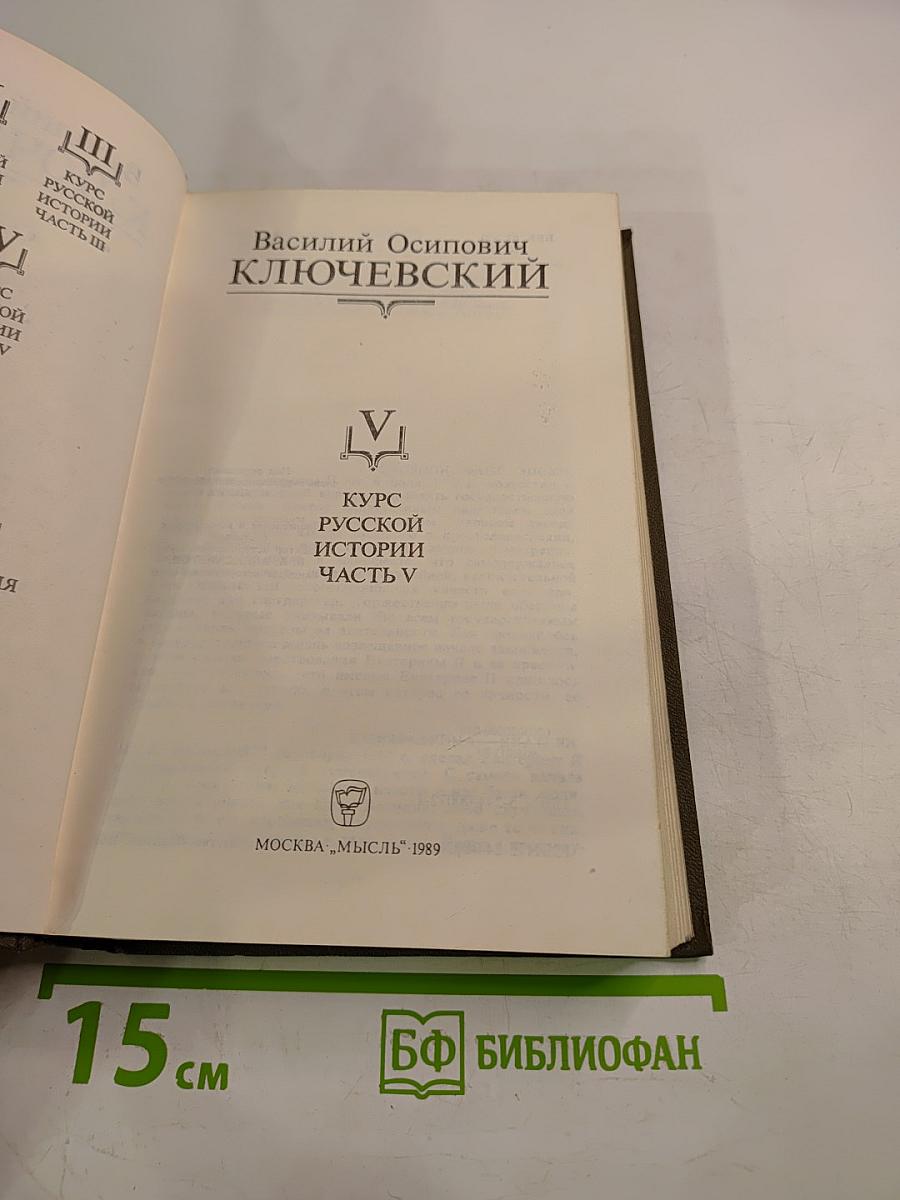 III
КУРС
РУССКОЙ
ИСТОРИИ
ЧАСТЬ III
Василий Осипович
КЛЮЧЕВСКИЙ
V
КУРС
РУССКОЙ
ИСТОРИИ
ЧАСТЬ V
МОСКВА·„МЫСЛЬ“·1989
15 см
БФ БИБЛИОФАН